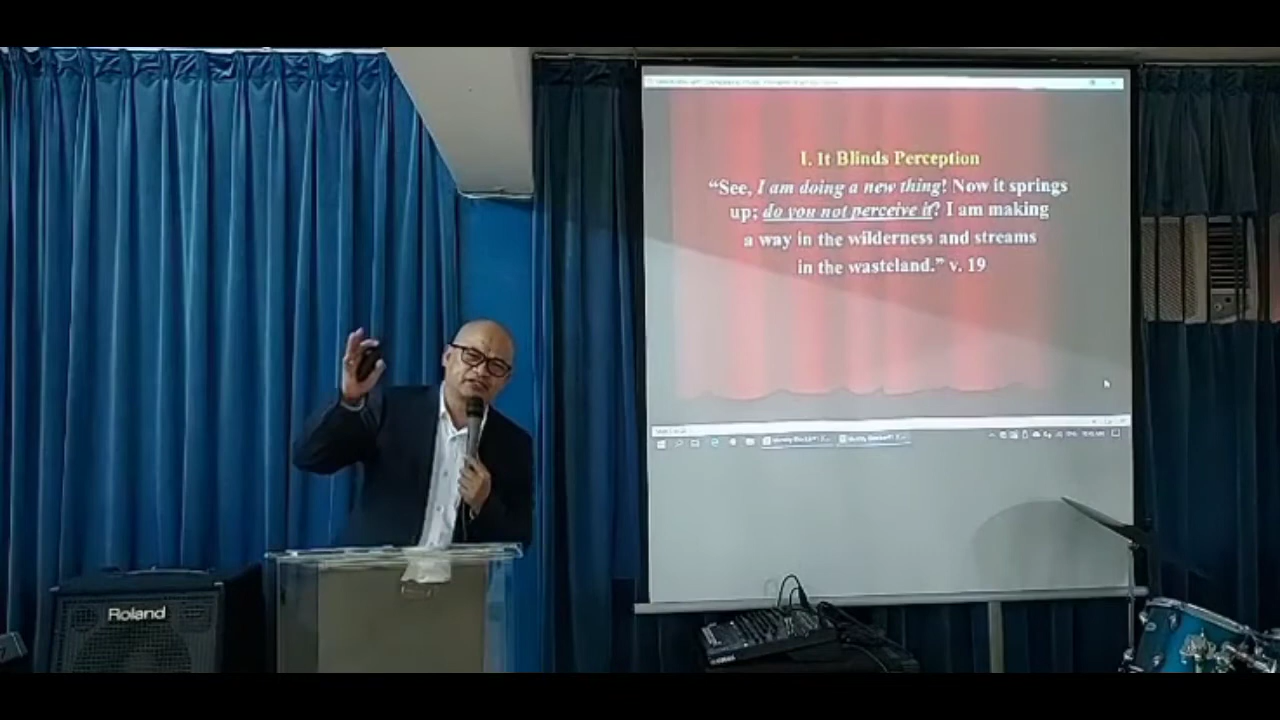 I. It Blinds Perception
“See, I am doing a new thing! Now it springs
up; do you not perceive it? I am making
a way in the wilderness and streams
in the wasteland.” v. 19
Roland